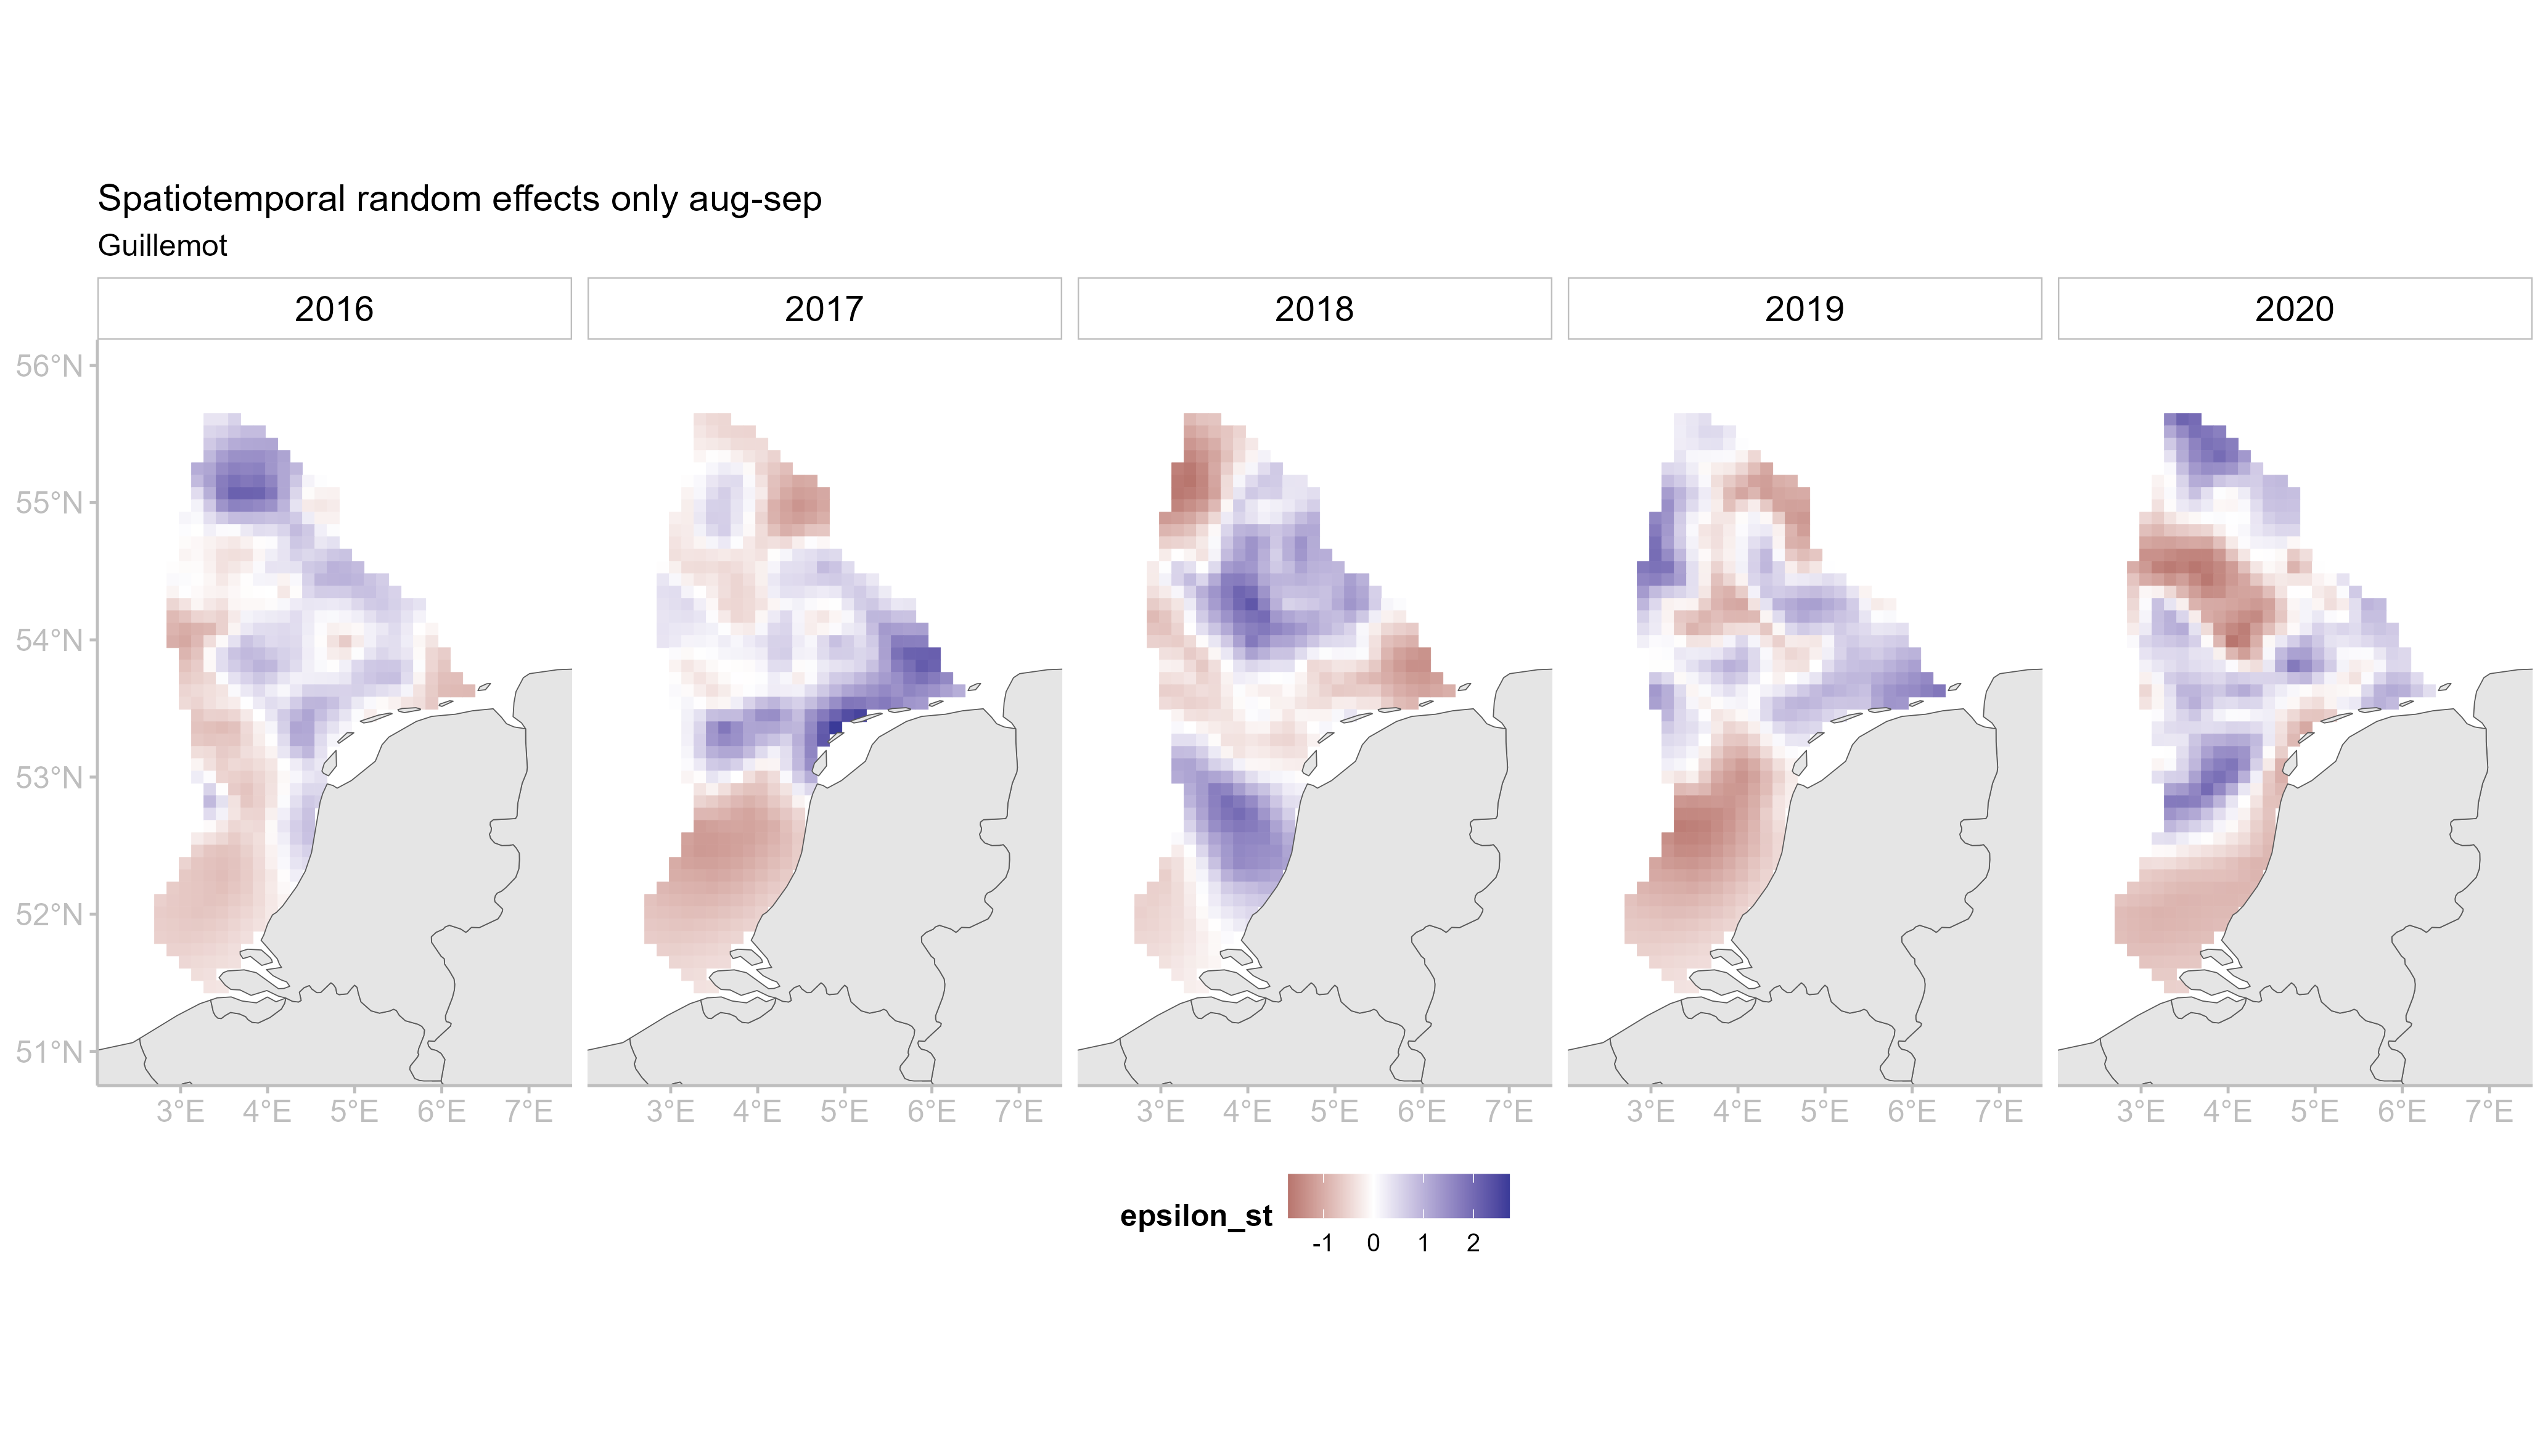 Spatiotemporal random effects only aug-sep
Guillemot
2016 2017 2018 2019 2020
56°N
55°N
54°N
53°N
52°N
51°N
3°E 4°E 5°E 6°E 7°E 3°E 4°E 5°E 6°E 7°E 3°E 4°E 5°E 6°E 7°E 3°E 4°E 5°E 6°E 7°E 3°E 4°E 5°E 6°E 7°E
epsilon_st
-1 0 1 2